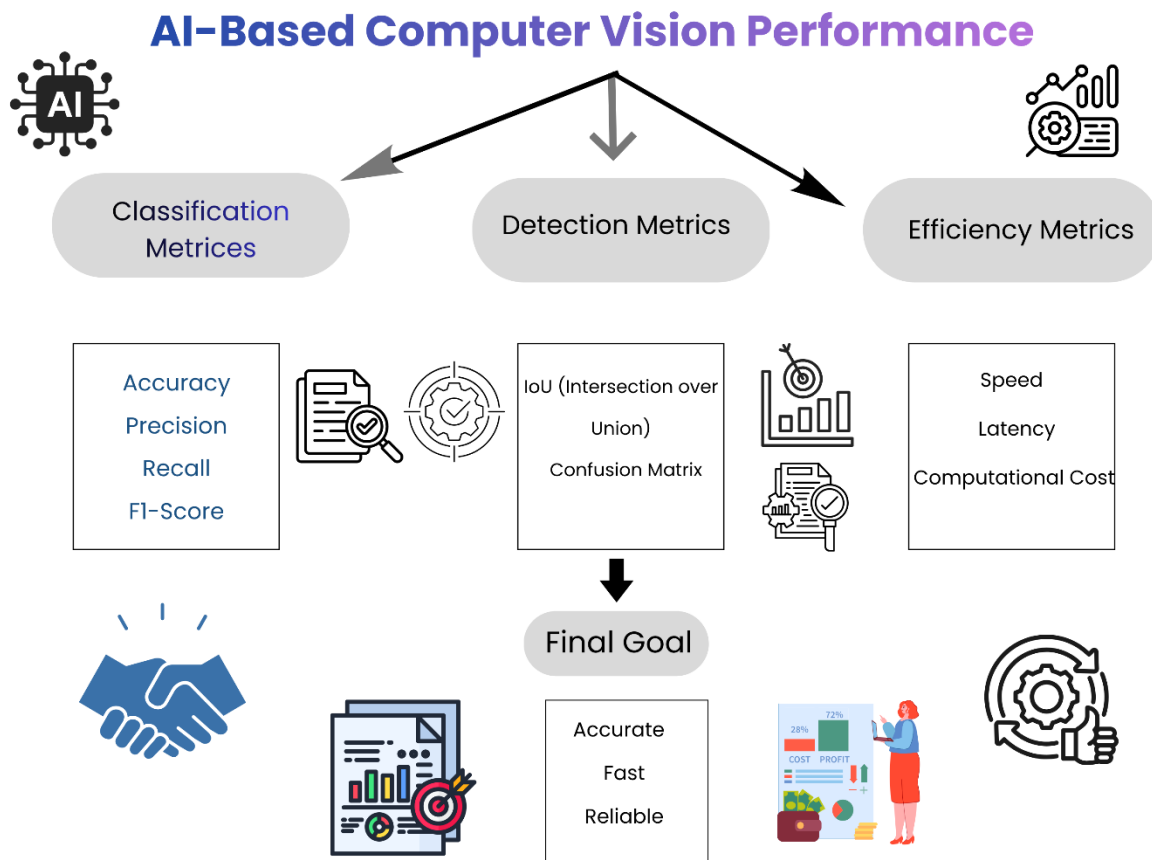 AI-Based Computer Vision Performance
AI
Classification
Metrices
Detection Metrics
Efficiency Metrics
Accuracy
Precision
Recall
F1-Score
IoU (Intersection over
Union)
Confusion Matrix
Speed
Latency
Computational Cost
Final Goal
Accurate
Fast
Reliable
28%
72%
COST PROFIT